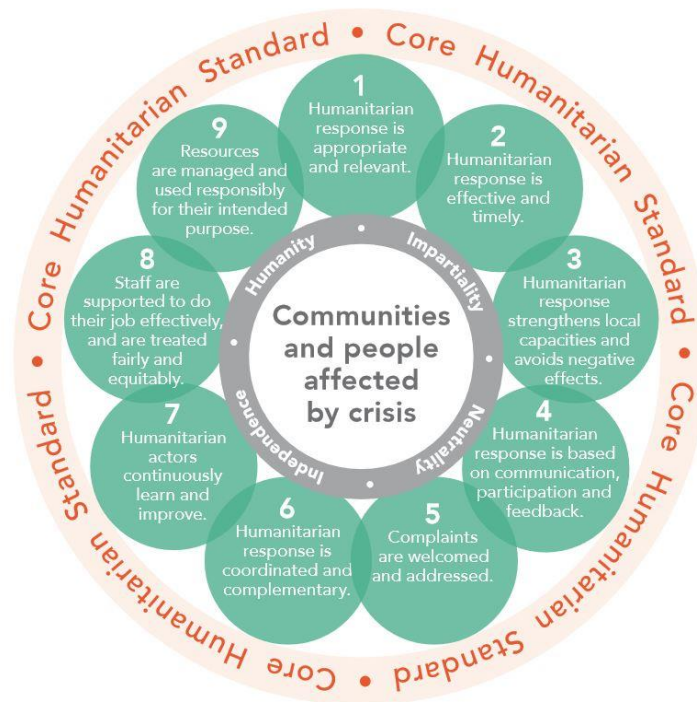 Core Humanitarian Standard • Core Humanitarian Standard • Core Humanitarian Standard • Core Humanitarian Standard •
1
Humanitarian
response is
appropriate
and relevant.
2
Humanitarian
response is
effective and
timely.
3
Humanitarian
response
strengthens local
capacities and
avoids negative
effects.
4
Humanitarian
response is based
on communication,
participation and
feedback.
5
Complaints
are welcomed
and addressed.
6
Humanitarian
response is
coordinated and
complementary.
7
Humanitarian
actors
continuously
learn and
improve.
8
Staff are
supported to do
their job effectively,
and are treated
fairly and
equitably.
9
Resources
are managed and
used responsibly
for their intended
purpose.
Humanity • Impartiality • Neutrality • Independence •
Communities
and people
affected
by crisis